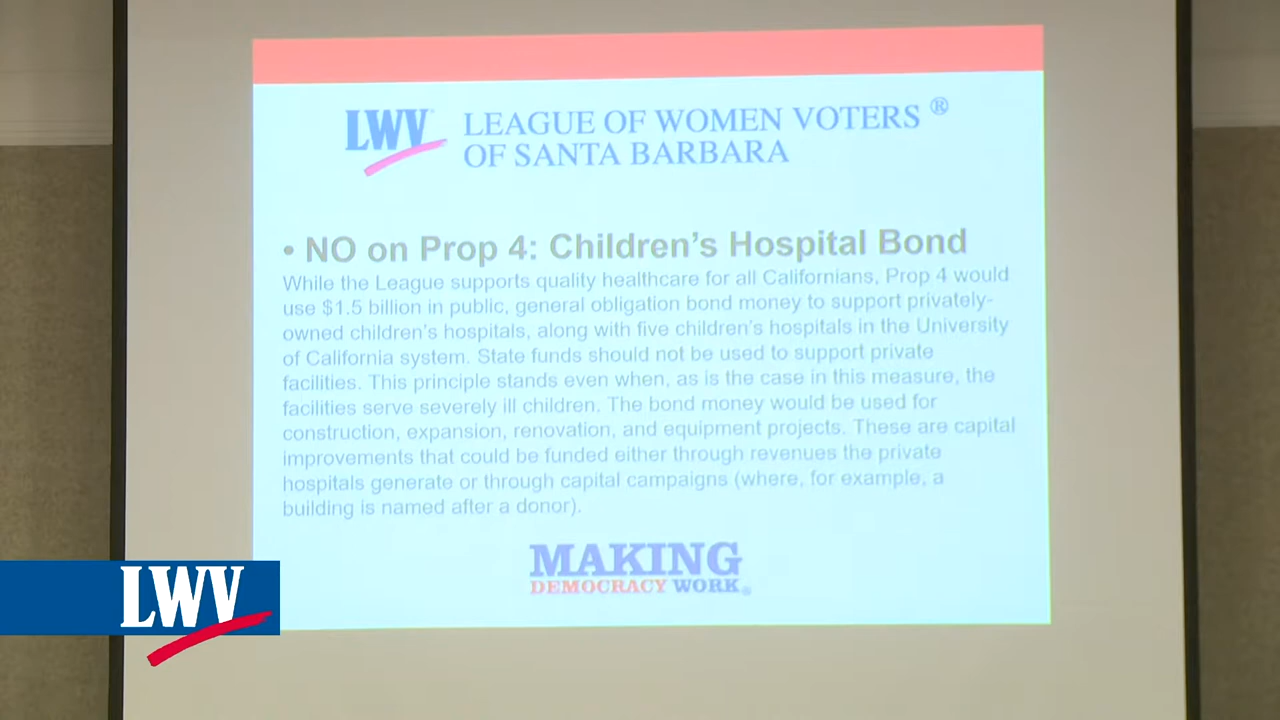 LWV
LEAGUE OF WOMEN VOTERS ®
OF SANTA BARBARA
• NO on Prop 4: Children's Hospital Bond
While the League supports quality healthcare for all Californians, Prop 4 would
use $1.5 billion in public, general obligation bond money to support privately-
owned children's hospitals, along with five children's hospitals in the University
of California system. State funds should not be used to support private
facilities. This principle stands even when, as is the case in this measure, the
facilities serve severely ill children. The bond money would be used for
construction, expansion, renovation, and equipment projects. These are capital
improvements that could be funded either through revenues the private
hospitals generate or through capital campaigns (where, for example, a
building is named after a donor).
MAKING
DEMOCRACY WORK®
LWV